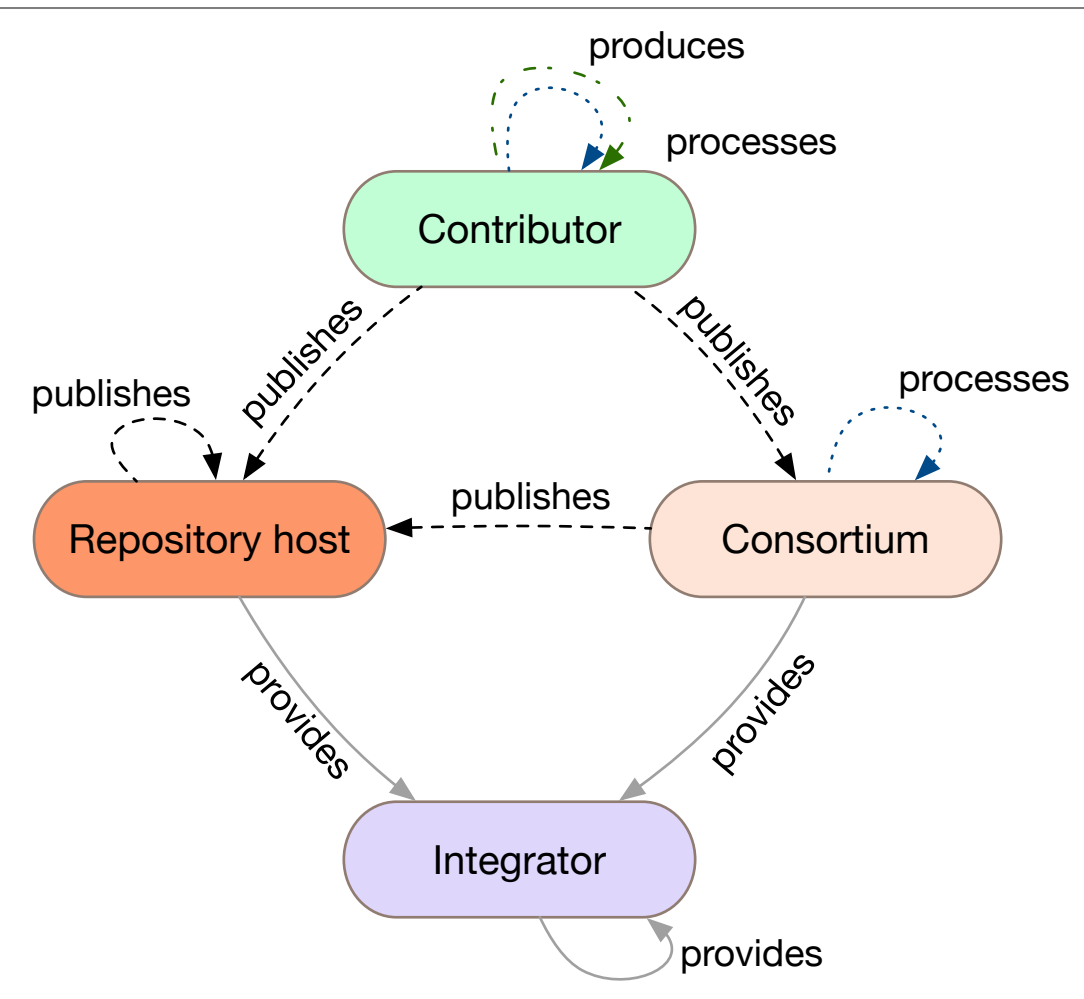 produces
processes
Contributor
publishes
publishes
publishes
processes
publishes
Repository host
Consortium
provides
provides
Integrator
provides